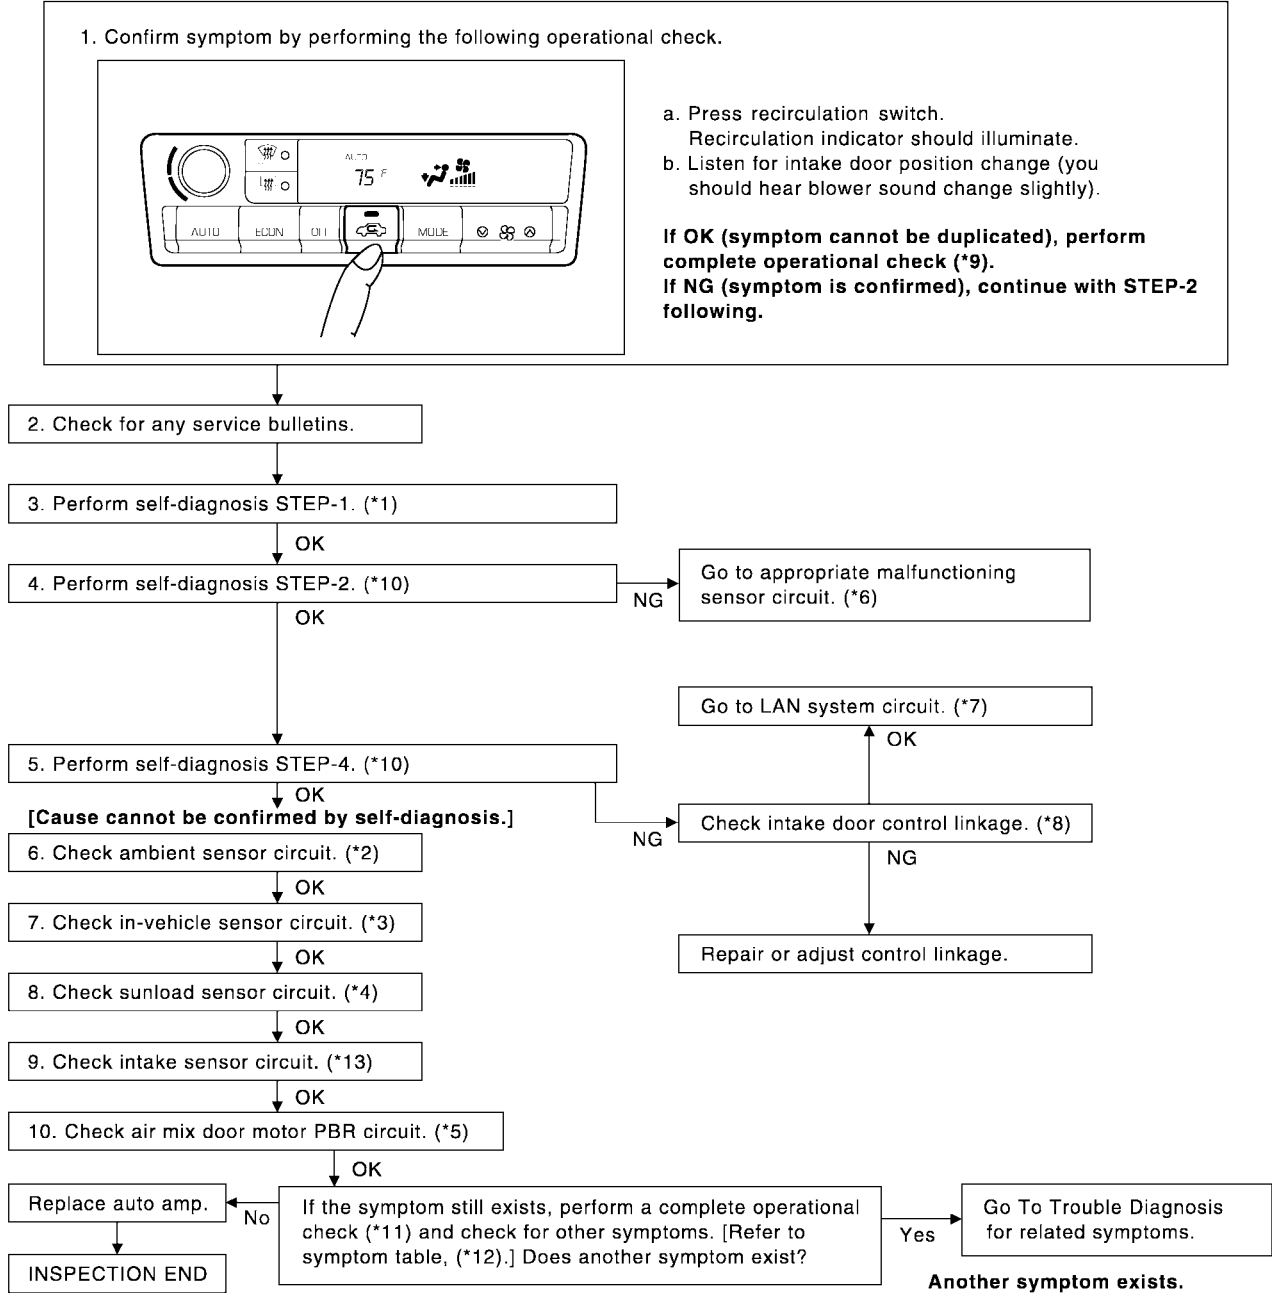 1. Confirm symptom by performing the following operational check.
AUTO
75 F
AUTO
ECON
OFF
MODE
a. Press recirculation switch.
Recirculation indicator should illuminate.
b. Listen for intake door position change (you
should hear blower sound change slightly).
If OK (symptom cannot be duplicated), perform
complete operational check (*9).
If NG (symptom is confirmed), continue with STEP-2
following.
2. Check for any service bulletins.
3. Perform self-diagnosis STEP-1. (*1)
OK
4. Perform self-diagnosis STEP-2. (*10)
NG
Go to appropriate malfunctioning
sensor circuit. (*6)
OK
Go to LAN system circuit. (*7)
OK
5. Perform self-diagnosis STEP-4. (*10)
OK
[Cause cannot be confirmed by self-diagnosis.]
NG
Check intake door control linkage. (*8)
NG
Repair or adjust control linkage.
6. Check ambient sensor circuit. (*2)
OK
7. Check in-vehicle sensor circuit. (*3)
OK
8. Check sunload sensor circuit. (*4)
OK
9. Check intake sensor circuit. (*13)
OK
10. Check air mix door motor PBR circuit. (*5)
OK
Replace auto amp.
No
If the symptom still exists, perform a complete operational
check (*11) and check for other symptoms. [Refer to
symptom table, (*12).] Does another symptom exist?
Yes
Go To Trouble Diagnosis
for related symptoms.
INSPECTION END
Another symptom exists.